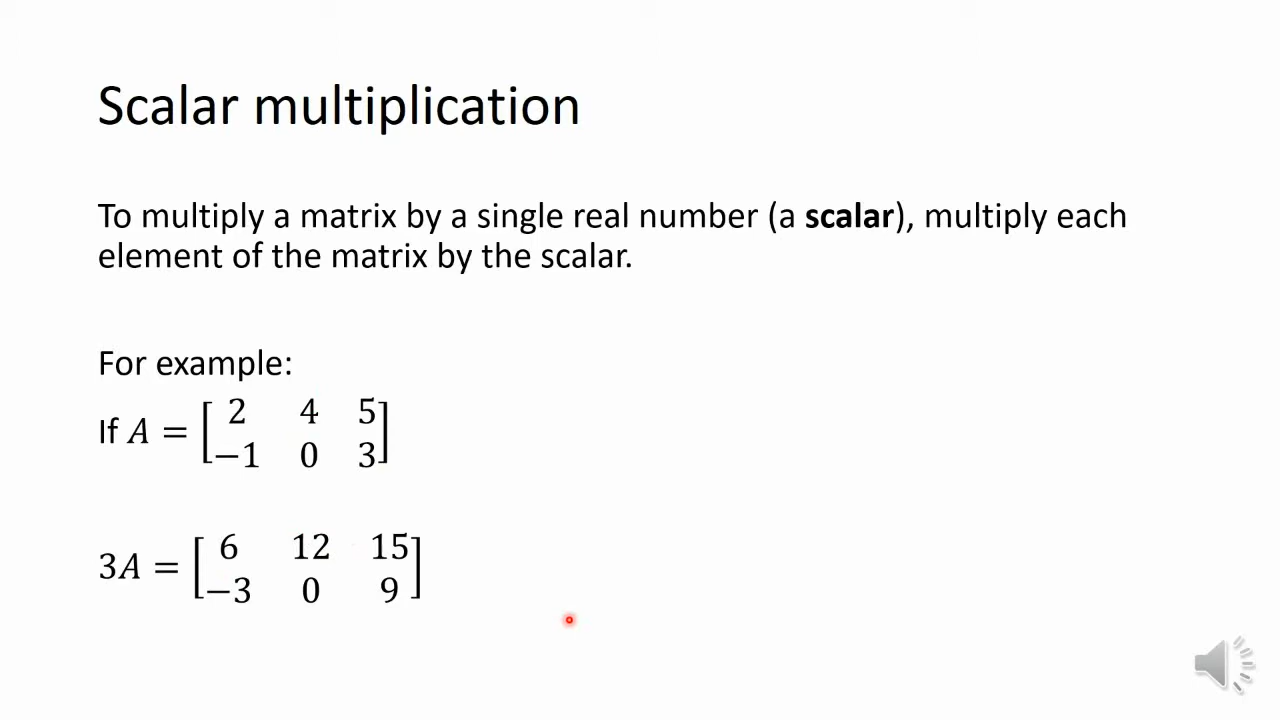 Scalar multiplication
To multiply a matrix by a single real number (a scalar), multiply each
element of the matrix by the scalar.
For example:
If A = [2 4 5
−1 0 3]
3A = [6 12 15
−3 0 9]